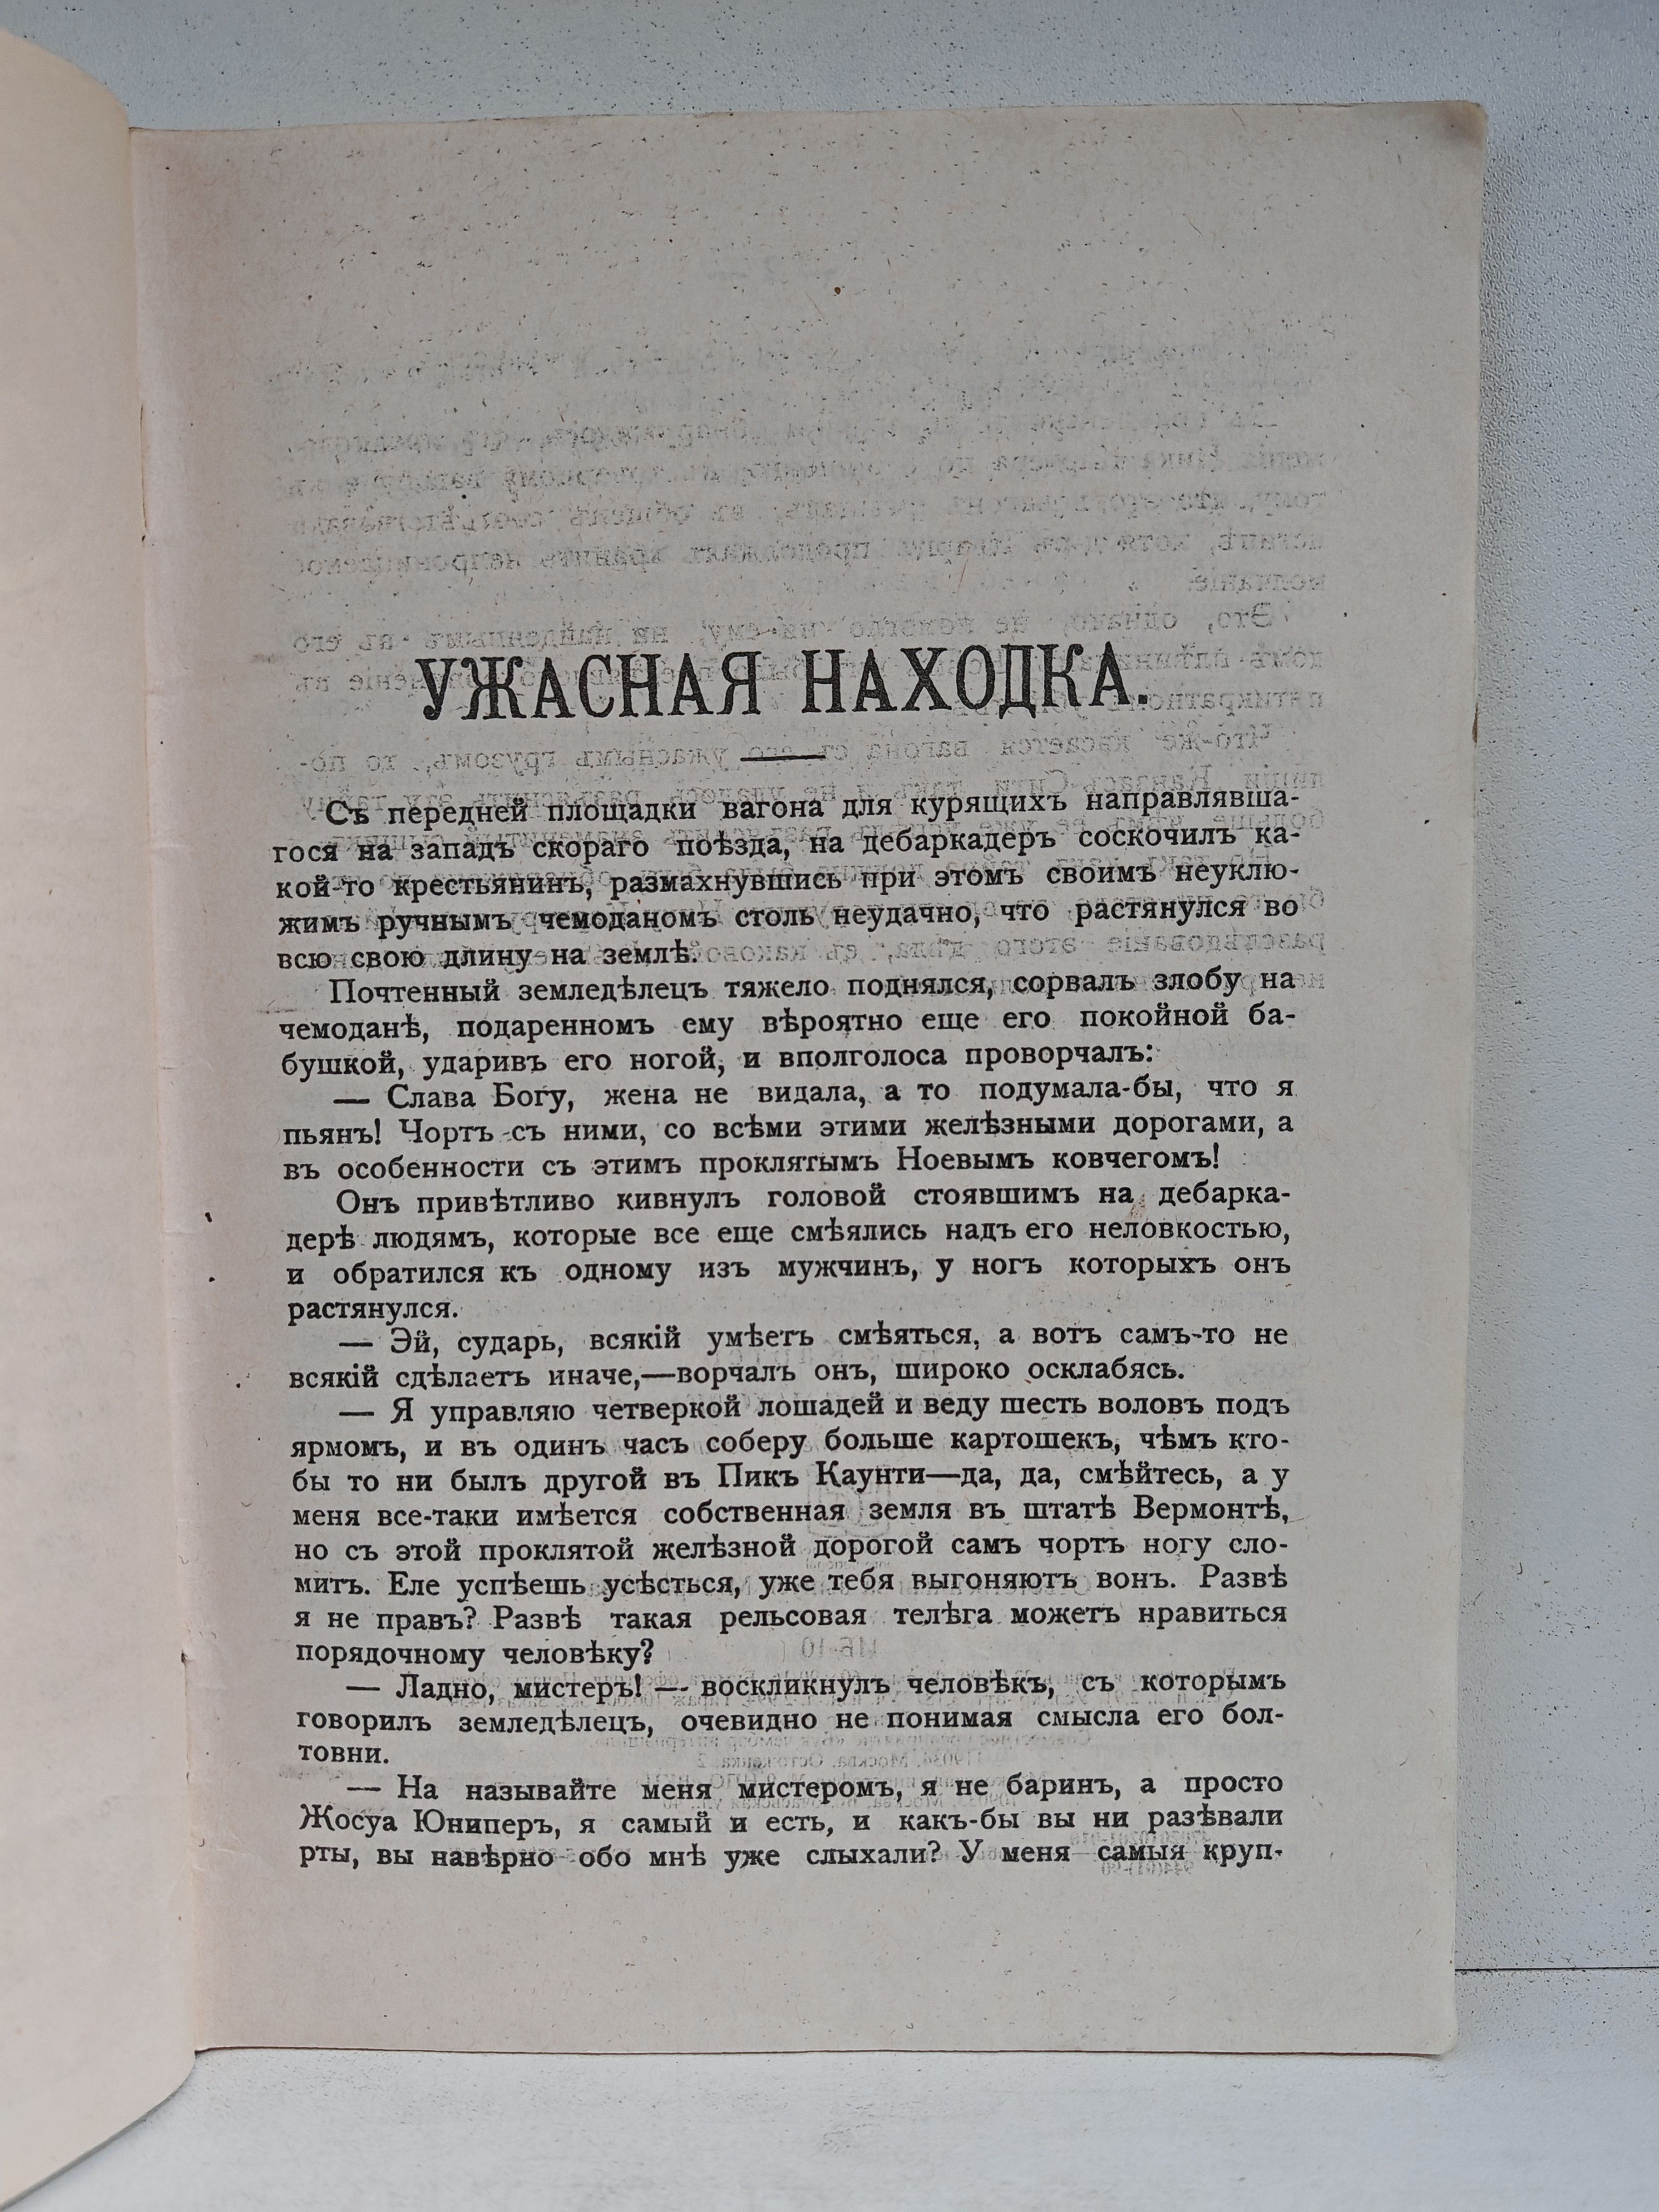 УЖАСНАЯ НАХОДКА.
Съ передней площадки вагона для курящихъ направлявша-
гося на западъ скораго поѣзда, на дебаркадеръ соскочилъ ка-
кой-то крестьянинъ, размахнувшись при этомъ своимъ неуклю-
жимъ ручнымъ чемоданомъ столь неудачно, что растянулся во
всю свою длину на землѣ.
Почтенный земледѣлецъ тяжело поднялся, сорвалъ злобу на
чемоданѣ, подаренномъ ему вѣроятно еще его покойной ба-
бушкой, ударивъ его ногой, и вполголоса проворчалъ:
— Слава Богу, жена не видала, а то подумала-бы, что я
пьянъ! Чортъ съ ними, со всѣми этими желѣзными дорогами, а
въ особенности съ этимъ проклятымъ Ноевымъ ковчегомъ!
Онъ привѣтливо кивнулъ головой стоявшимъ на дебарка-
дерѣ людямъ, которые все еще смѣялись надъ его неловкостью,
и обратился къ одному изъ мужчинъ, у ногъ которыхъ онъ
растянулся.
— Эй, сударь, всякій умѣетъ смѣяться, а вотъ самъ-то не
всякій сдѣлаетъ иначе,—ворчалъ онъ, широко осклабясь.
— Я управляю четверкой лошадей и веду шесть воловъ подъ
ярмомъ, и въ одинъ часъ соберу больше картошекъ, чѣмъ кто-
бы то ни былъ другой въ Пикъ Каунти—да, да, смѣйтесь, а у
меня все-таки имѣется собственная земля въ штатѣ Вермонтѣ,
но съ этой проклятой желѣзной дорогой самъ чортъ ногу сло-
митъ. Еле успѣешь усѣсться, уже тебя выгоняютъ вонъ. Развѣ
я не правъ? Развѣ такая рельсовая телѣга можетъ нравиться
порядочному человѣку?
— Ладно, мистеръ! — воскликнулъ человѣкъ, съ которымъ
говорилъ земледѣлецъ, очевидно не понимая смысла его бол-
товни.
— На называйте меня мистеромъ, я не баринъ, а просто
Жосуа Юниперъ, я самый и есть, и какъ-бы вы ни разѣвали
рты, вы навѣрно обо мнѣ уже слыхали? У меня самыя круп-